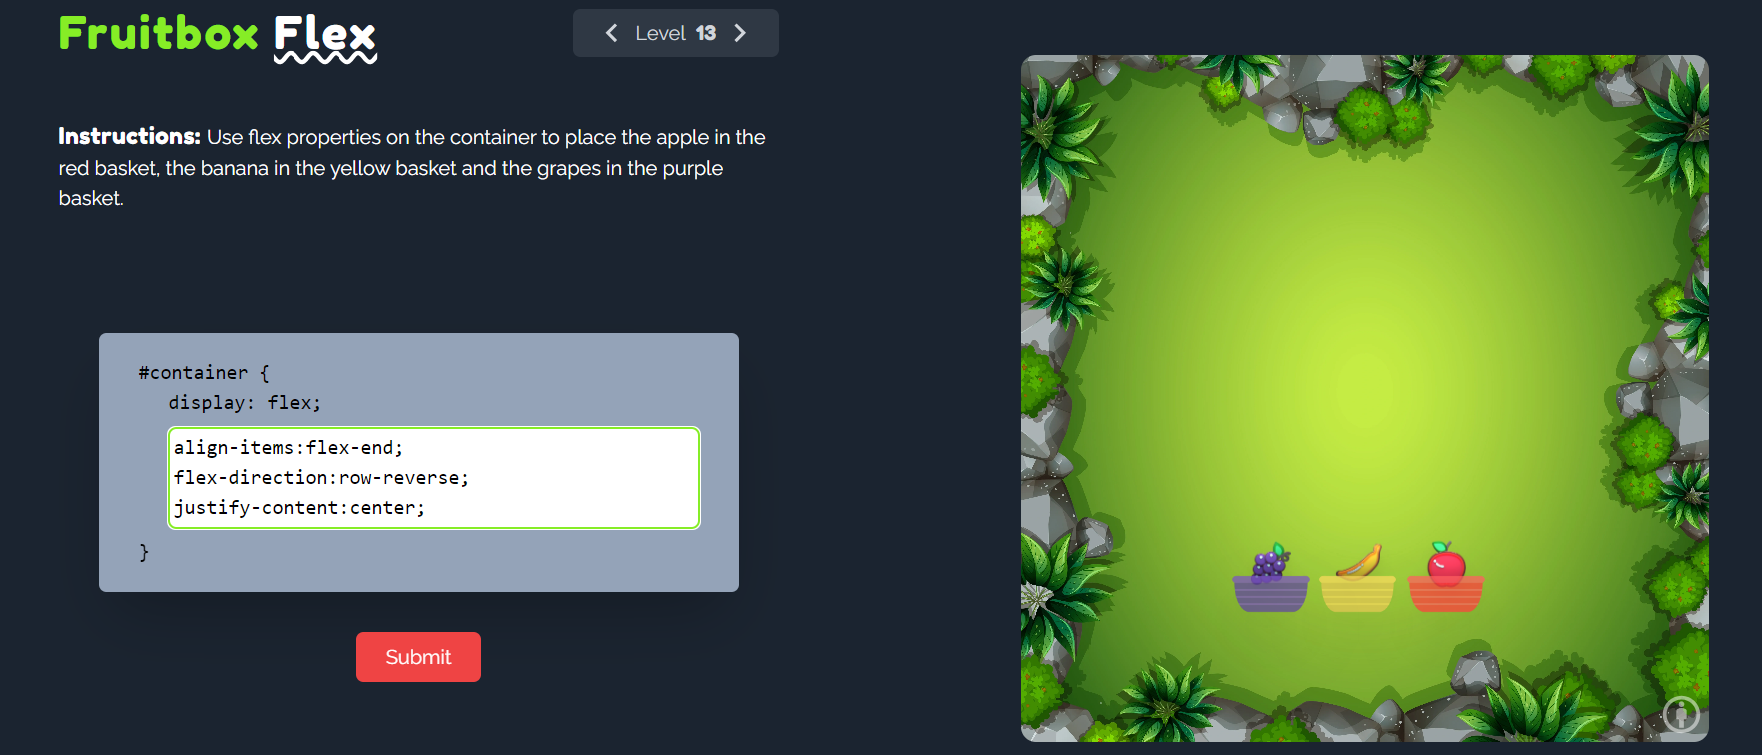 Fruitbox Flex
Level 13
Instructions: Use flex properties on the container to place the apple in the
red basket, the banana in the yellow basket and the grapes in the purple
basket.
#container {
display: flex;
align-items:flex-end;
flex-direction:row-reverse;
justify-content:center;
}
Submit